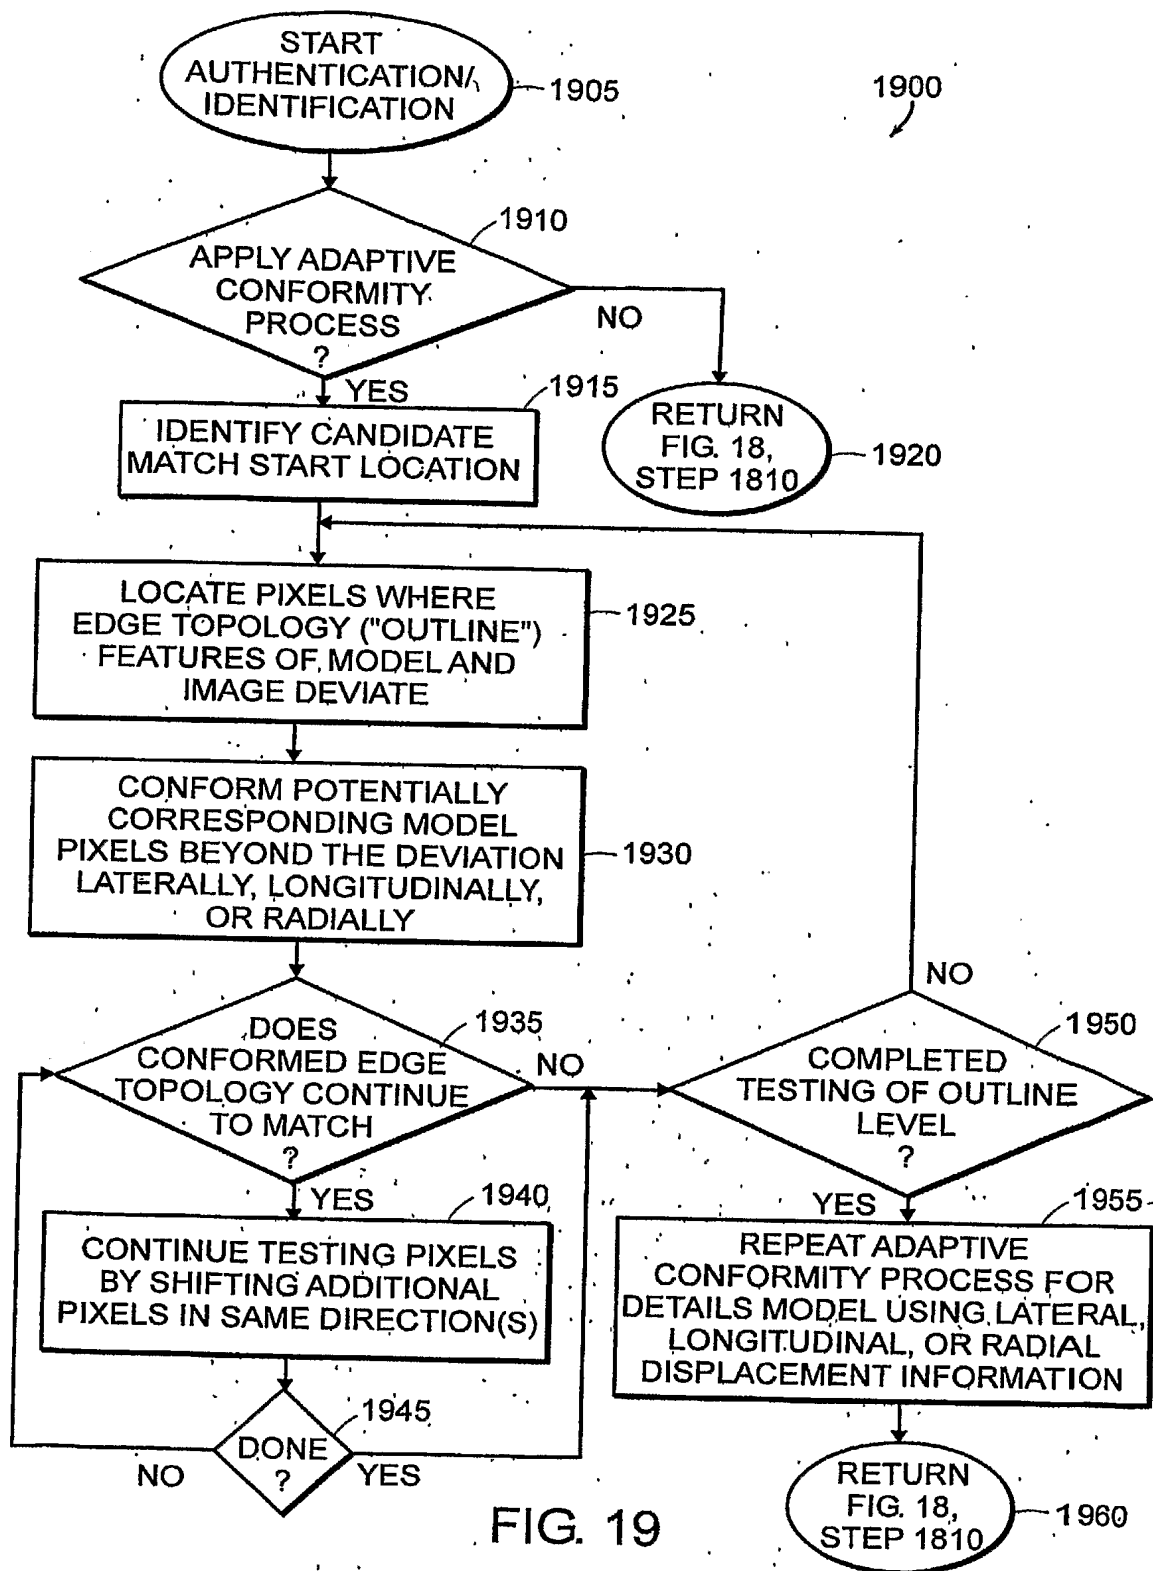 START
AUTHENTICATION/
IDENTIFICATION
1905
1900
1910
APPLY ADAPTIVE
CONFORMITY
PROCESS
?
NO
YES
1915
IDENTIFY CANDIDATE
MATCH START LOCATION
RETURN
FIG. 18,
STEP 1810
1920
LOCATE PIXELS WHERE
EDGE TOPOLOGY ("OUTLINE")
FEATURES OF MODEL AND
IMAGE DEVIATE
1925
CONFORM POTENTIALLY
CORRESPONDING MODEL
PIXELS BEYOND THE DEVIATION
LATERALLY, LONGITUDINALLY,
OR RADIALLY
1930
DOES
CONFORMED EDGE
TOPOLOGY CONTINUE
TO MATCH
?
1935
NO
YES
1940
CONTINUE TESTING PIXELS
BY SHIFTING ADDITIONAL
PIXELS IN SAME DIRECTION(S)
1945
DONE
?
NO
YES
NO
1950
COMPLETED
TESTING OF OUTLINE
LEVEL
?
YES
1955
REPEAT ADAPTIVE
CONFORMITY PROCESS FOR
DETAILS MODEL USING LATERAL,
LONGITUDINAL, OR RADIAL
DISPLACEMENT INFORMATION
RETURN
FIG. 18,
STEP 1810
1960
FIG. 19